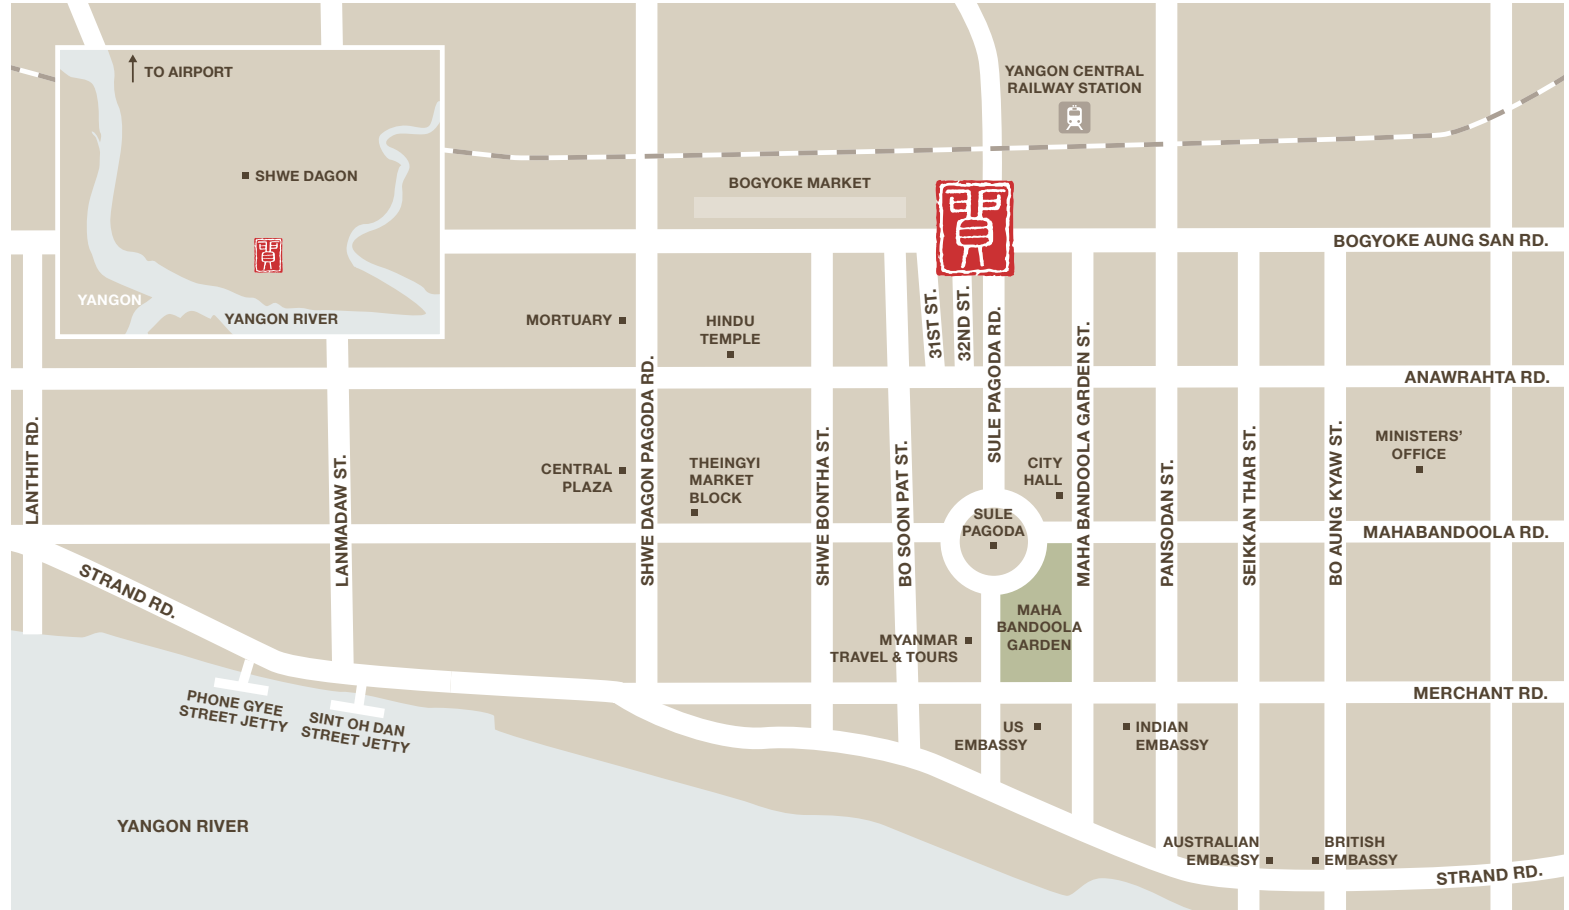 TO AIRPORT
SHWE DAGON
YANGON
YANGON RIVER
YANGON CENTRAL
RAILWAY STATION
BOGYOKE MARKET
BOGYOKE AUNG SAN RD.
MORTUARY
HINDU
TEMPLE
31ST ST.
32ND ST.
SULE PAGODA RD.
MAHA BANDOOLA GARDEN ST.
ANAWRAHTA RD.
LANTHIT RD.
LANMADAW ST.
SHWE DAGON PAGODA RD.
SHWE BONTHA ST.
BO SOON PAT ST.
PANSODAN ST.
SEIKKAN THAR ST.
BO AUNG KYAW ST.
CENTRAL
PLAZA
THEINGYI
MARKET
BLOCK
CITY
HALL
MINISTERS'
OFFICE
SULE
PAGODA
MAHABANDOOLA RD.
STRAND RD.
MAHA
BANDOOLA
GARDEN
MYANMAR
TRAVEL & TOURS
MERCHANT RD.
PHONE GYEE
STREET JETTY
SINT OH DAN
STREET JETTY
US
EMBASSY
INDIAN
EMBASSY
YANGON RIVER
AUSTRALIAN
EMBASSY
BRITISH
EMBASSY
STRAND RD.